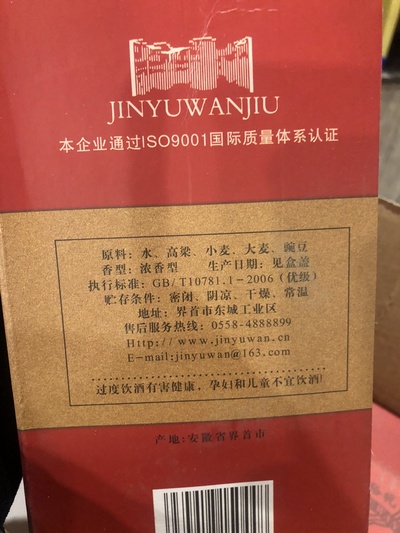 JINYUWANJIU
本企业通过ISO9001国际质量体系认证
原料：水、高粱、小麦、大麦、豌豆
香型：浓香型 生产日期：见盒盖
执行标准：GB/T10781.1-2006（优级）
贮存条件：密闭、阴凉、干燥、常温
地址：界首市东城工业区
售后服务热线：0558-4888899
Http://www.jinyuwan.cn
E-mail:jinyuwan@163.com
过度饮酒有害健康，孕妇和儿童不宜饮酒！
产地：安徽省界首市